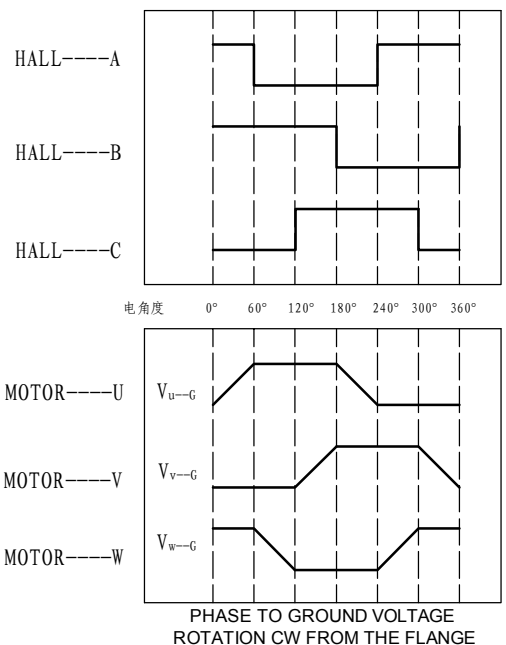 HALL----A
HALL----B
HALL----C
电角度 0° 60° 120° 180° 240° 300° 360°
MOTOR----U Vu--G
MOTOR----V Vv--G
MOTOR----W Vw--G
PHASE TO GROUND VOLTAGE
ROTATION CW FROM THE FLANGE